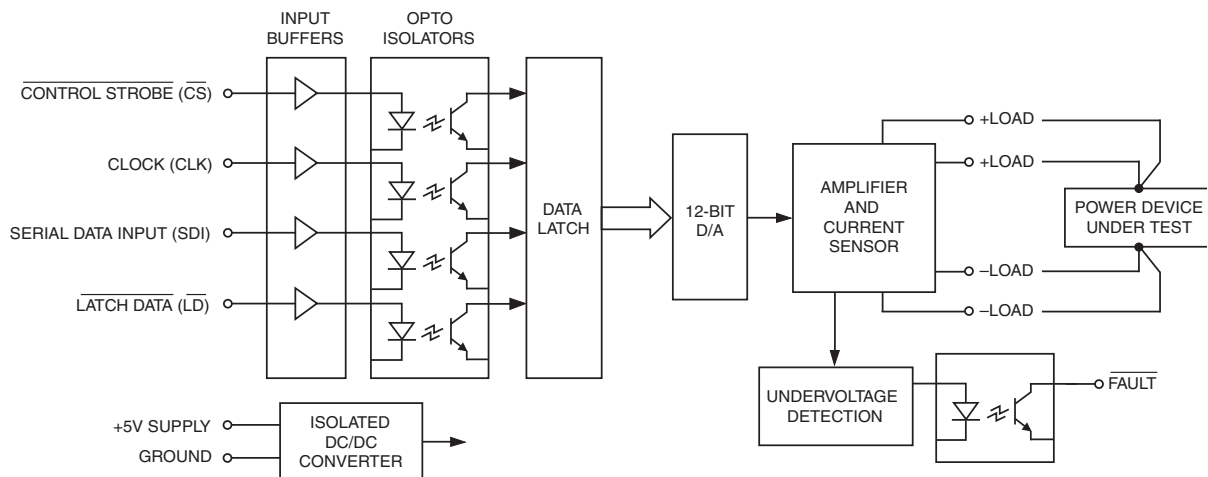 INPUT
BUFFERS
OPTO
ISOLATORS
CONTROL STROBE (CS)
CLOCK (CLK)
SERIAL DATA INPUT (SDI)
LATCH DATA (LD)
DATA
LATCH
12-BIT
D/A
AMPLIFIER
AND
CURRENT
SENSOR
+LOAD
+LOAD
–LOAD
–LOAD
POWER DEVICE
UNDER TEST
UNDERVOLTAGE
DETECTION
FAULT
+5V SUPPLY
GROUND
ISOLATED
DC/DC
CONVERTER